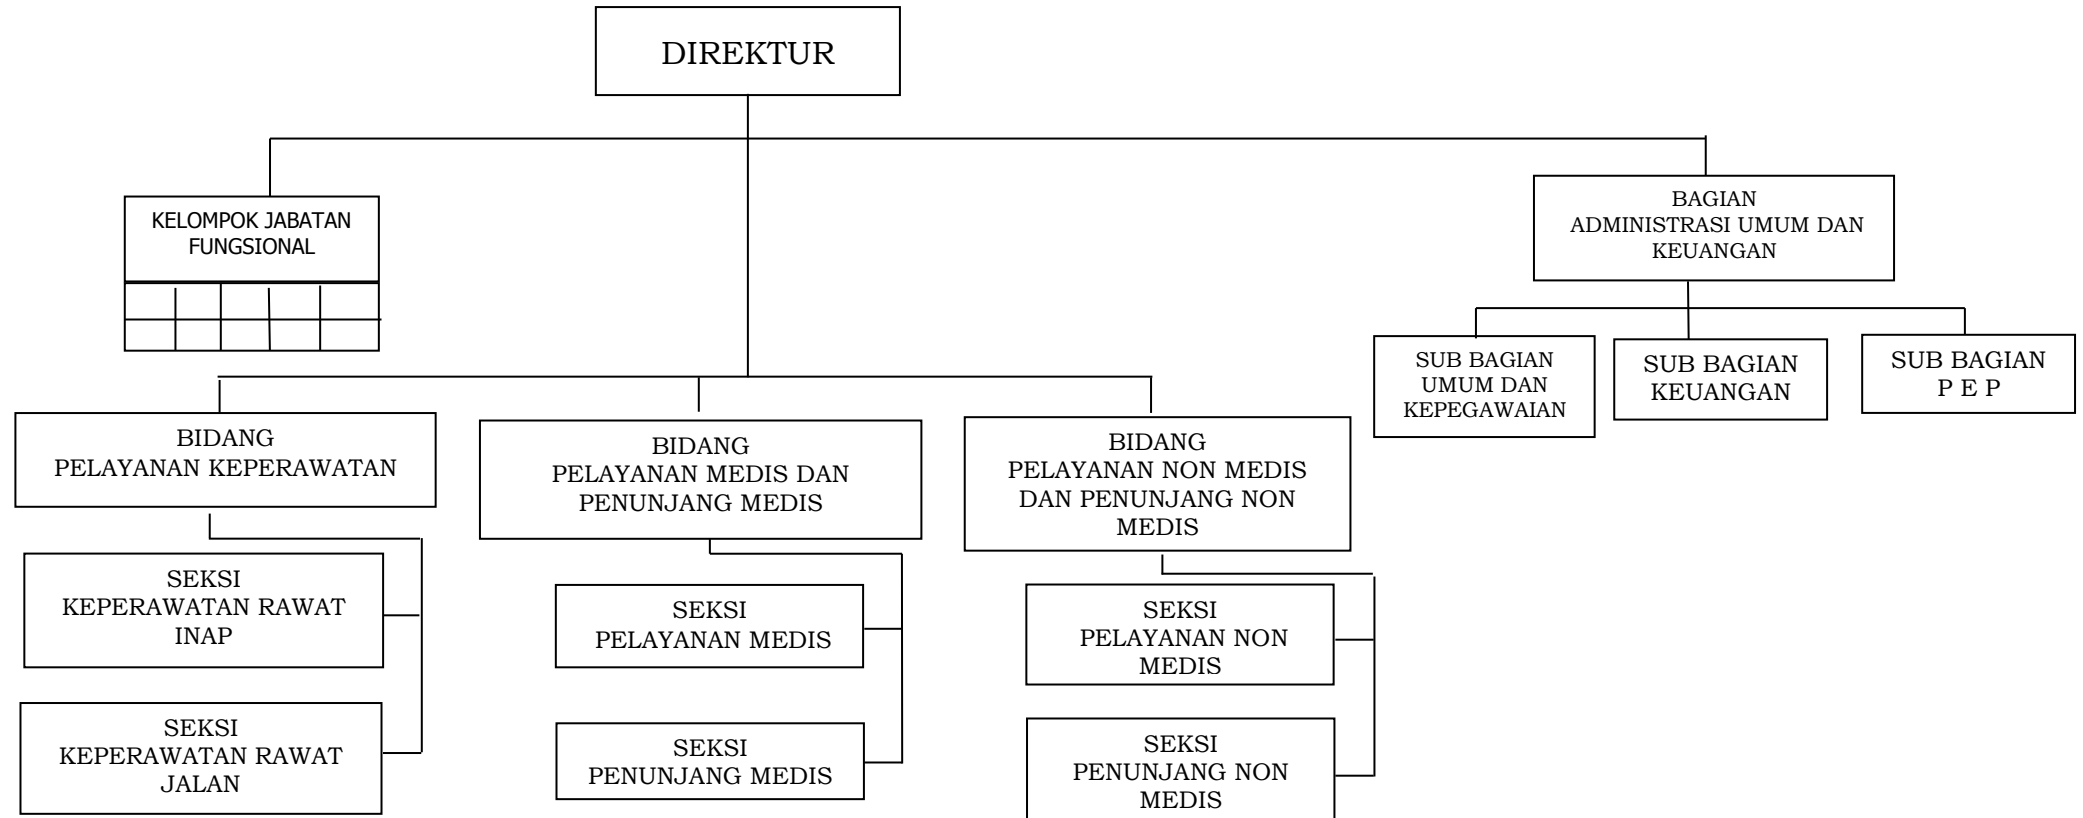 DIREKTUR
KELOMPOK JABATAN
FUNGSIONAL
BAGIAN
ADMINISTRASI UMUM DAN
KEUANGAN
SUB BAGIAN
UMUM DAN
KEPEGAWAIAN
SUB BAGIAN
KEUANGAN
SUB BAGIAN
P E P
BIDANG
PELAYANAN KEPERAWATAN
BIDANG
PELAYANAN MEDIS DAN
PENUNJANG MEDIS
BIDANG
PELAYANAN NON MEDIS
DAN PENUNJANG NON
MEDIS
SEKSI
KEPERAWATAN RAWAT
INAP
SEKSI
PELAYANAN MEDIS
SEKSI
PELAYANAN NON
MEDIS
SEKSI
KEPERAWATAN RAWAT
JALAN
SEKSI
PENUNJANG MEDIS
SEKSI
PENUNJANG NON
MEDIS